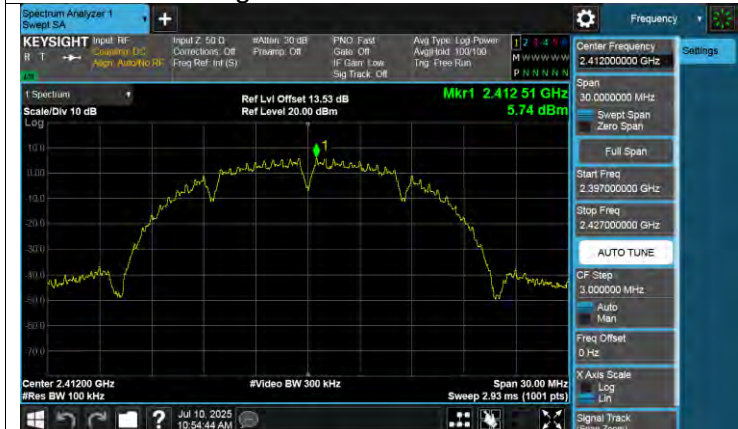 Spectrum Analyzer 1
Swept SA
+
Frequency
KEYSIGHT
R T
Input: RF
Coupling: DC
Align: Auto/No RF
Input Z: 50 Ω
Corrections: Off
Freq Ref: Int (S)
#Atten: 30 dB
Preamp: Off
PNO: Fast
Gate: Off
IF Gain: Low
Sig Track: Off
Avg Type: Log-Power
Avg|Hold: 100/100
Trig: Free Run
1 2 3 4 5 6
M W W W W W
P N N N N N
1 Spectrum
Scale/Div 10 dB
Log
Ref Lvl Offset 13.53 dB
Ref Level 20.00 dBm
Mkr1 2.412 51 GHz
5.74 dBm
10.0
0.00
-10.0
-20.0
-30.0
-40.0
-50.0
-60.0
-70.0
1
Center 2.41200 GHz
#Res BW 100 kHz
#Video BW 300 kHz
Span 30.00 MHz
Sweep 2.93 ms (1001 pts)
Center Frequency
2.412000000 GHz
Settings
Span
30.0000000 MHz
Swept Span
Zero Span
Full Span
Start Freq
2.397000000 GHz
Stop Freq
2.427000000 GHz
AUTO TUNE
CF Step
3.000000 MHz
Auto
Man
Freq Offset
0 Hz
X Axis Scale
Log
Lin
Signal Track
(Span Zoom)
?
Jul 10, 2025
10:54:44 AM